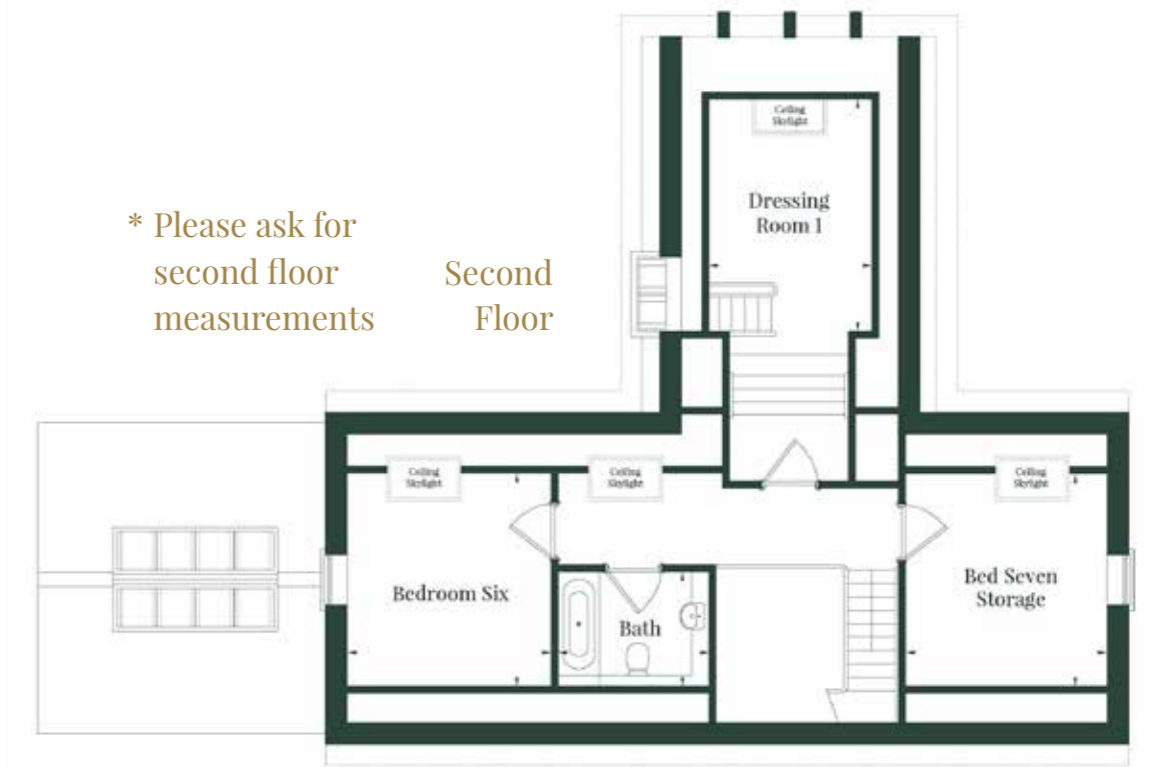 Ceiling
Skylight
Dressing
Room 1
* Please ask for
second floor
measurements
Second
Floor
Ceiling
Skylight
Ceiling
Skylight
Ceiling
Skylight
Bedroom Six
Bath
Bed Seven
Storage